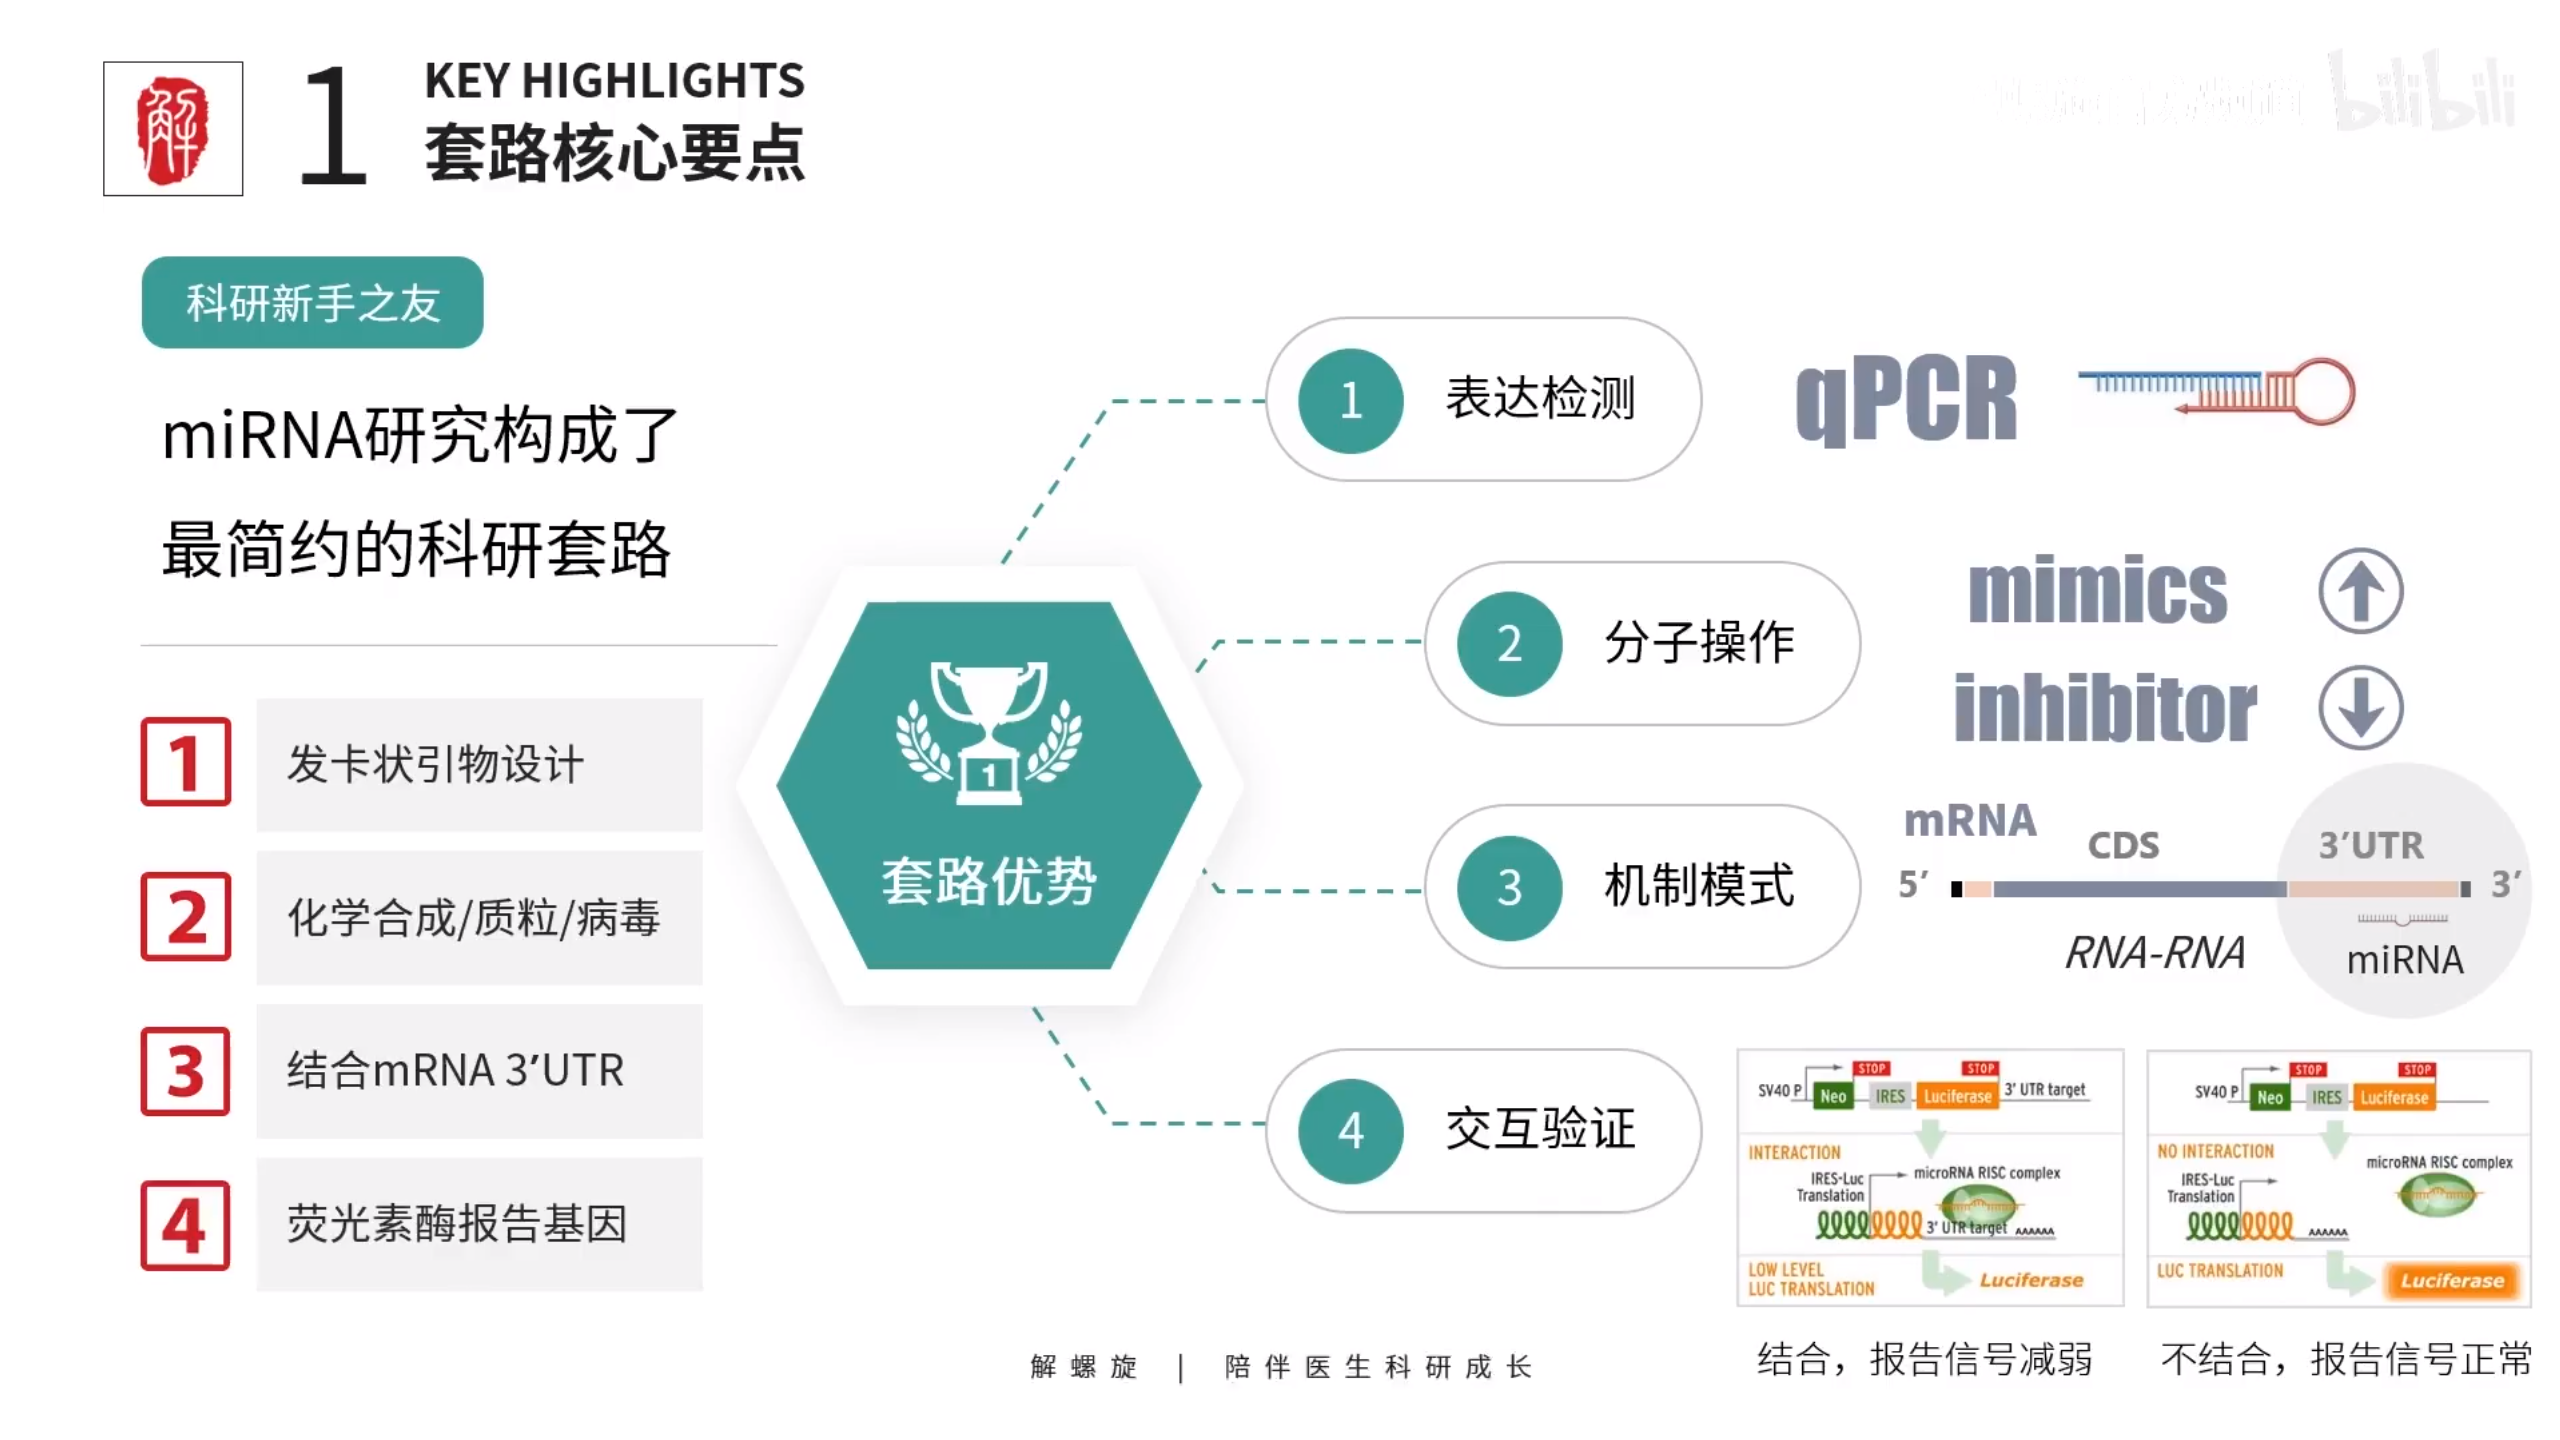 解
1
KEY HIGHLIGHTS
套路核心要点
bilibili
科研新手之友
miRNA研究构成了
最简约的科研套路
1
发卡状引物设计
2
化学合成/质粒/病毒
3
结合mRNA 3’UTR
4
荧光素酶报告基因
1
套路优势
1
表达检测
qPCR
2
分子操作
mimics
inhibitor
3
机制模式
mRNA
CDS
3’UTR
5’
3’
RNA-RNA
miRNA
4
交互验证
STOP
STOP
SV40 P
Neo
IRES
Luciferase
3' UTR target
INTERACTION
IRES-Luc
Translation
microRNA RISC complex
3' UTR target
AAAAAA
LOW LEVEL
LUC TRANSLATION
Luciferase
结合，报告信号减弱
STOP
STOP
SV40 P
Neo
IRES
Luciferase
NO INTERACTION
microRNA RISC complex
IRES-Luc
Translation
AAAAAA
LUC TRANSLATION
Luciferase
不结合，报告信号正常
解螺旋 | 陪伴医生科研成长